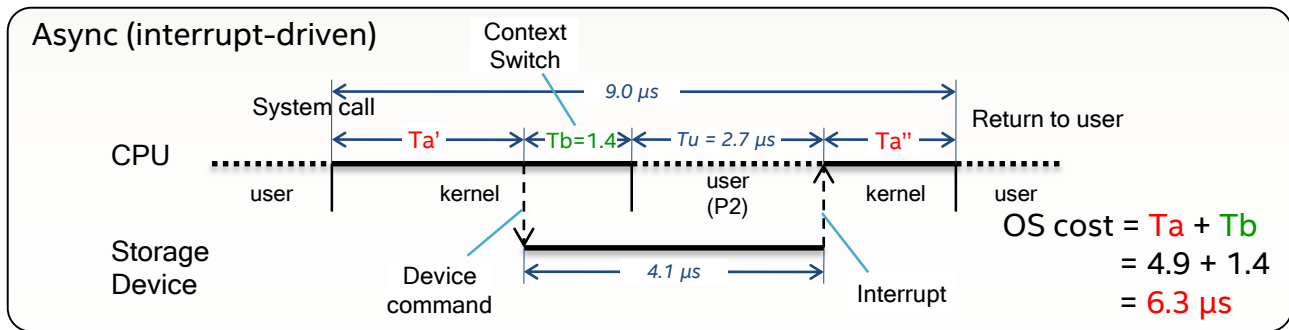 Async (interrupt-driven)
Context
Switch
9.0 µs
System call
Ta'
Tb=1.4
Tu = 2.7 µs
Ta"
Return to user
CPU
user
kernel
user
(P2)
kernel
user
OS cost = Ta + Tb
= 4.9 + 1.4
= 6.3 µs
Storage
Device
Device
command
4.1 µs
Interrupt